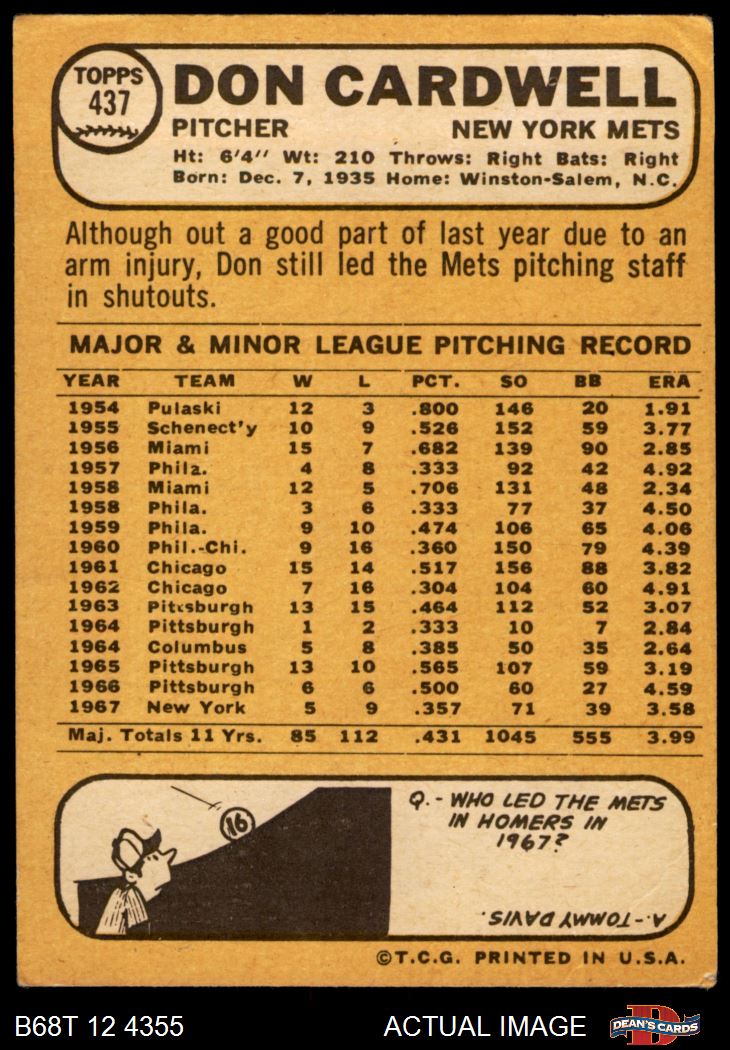 TOPPS
437
DON CARDWELL
PITCHER NEW YORK METS
Ht: 6'4" Wt: 210 Throws: Right Bats: Right
Born: Dec. 7, 1935 Home: Winston-Salem, N.C.
Although out a good part of last year due to an
arm injury, Don still led the Mets pitching staff
in shutouts.
MAJOR & MINOR LEAGUE PITCHING RECORD
YEAR TEAM W L PCT. SO BB ERA
1954 Pulaski 12 3 .800 146 20 1.91
1955 Schenect'y 10 9 .526 152 59 3.77
1956 Miami 15 7 .682 139 90 2.85
1957 Phila. 4 8 .333 92 42 4.92
1958 Miami 12 5 .706 131 48 2.34
1958 Phila. 3 6 .333 77 37 4.50
1959 Phila. 9 10 .474 106 65 4.06
1960 Phil.-Chi. 9 16 .360 150 79 4.39
1961 Chicago 15 14 .517 156 88 3.82
1962 Chicago 7 16 .304 104 60 4.91
1963 Pittsburgh 13 15 .464 112 52 3.07
1964 Pittsburgh 1 2 .333 10 7 2.84
1964 Columbus 5 8 .385 50 35 2.64
1965 Pittsburgh 13 10 .565 107 59 3.19
1966 Pittsburgh 6 6 .500 60 27 4.59
1967 New York 5 9 .357 71 39 3.58
Maj. Totals 11 Yrs. 85 112 .431 1045 555 3.99
16
Q.- WHO LED THE METS
IN HOMERS IN
1967?
A.- TOMMY DAVIS.
©T.C.G. PRINTED IN U.S.A.
B68T 12 4355 ACTUAL IMAGE
D
DEAN'S CARDS